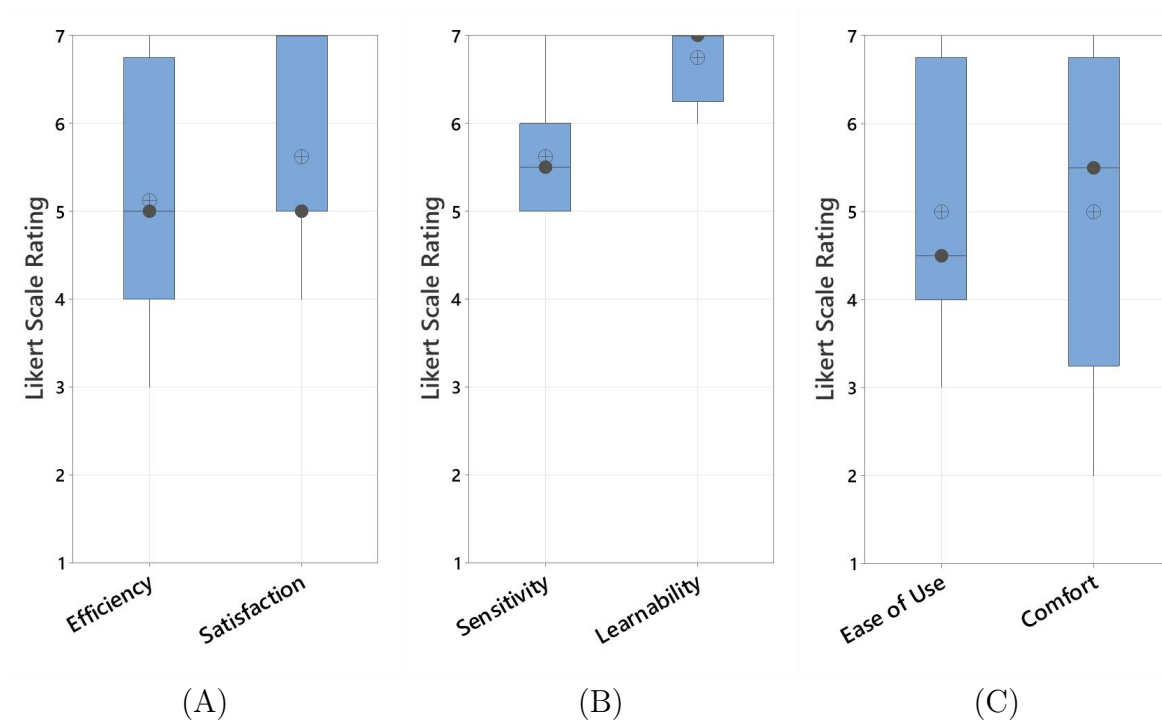 Likert Scale Rating
7
6
5
4
3
2
1
Efficiency
Satisfaction
(A)
Likert Scale Rating
7
6
5
4
3
2
1
Sensitivity
Learnability
(B)
Likert Scale Rating
7
6
5
4
3
2
1
Ease of Use
Comfort
(C)